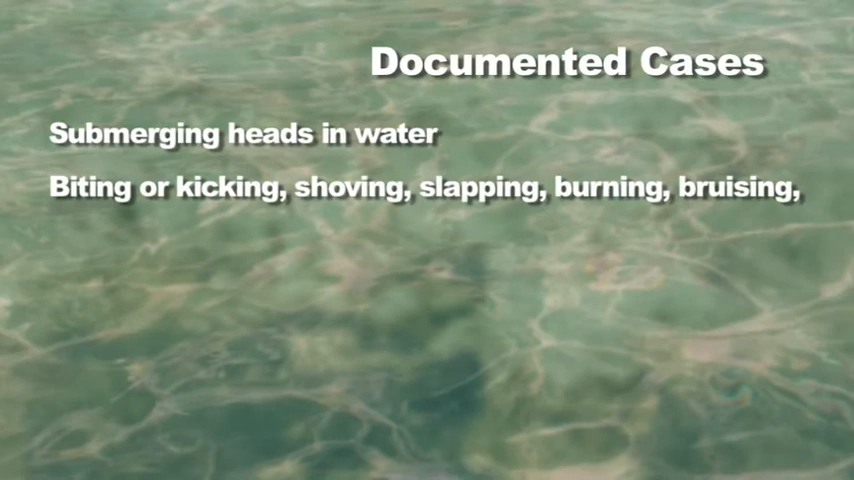 Documented Cases
Submerging heads in water
Biting or kicking, shoving, slapping, burning, bruising,